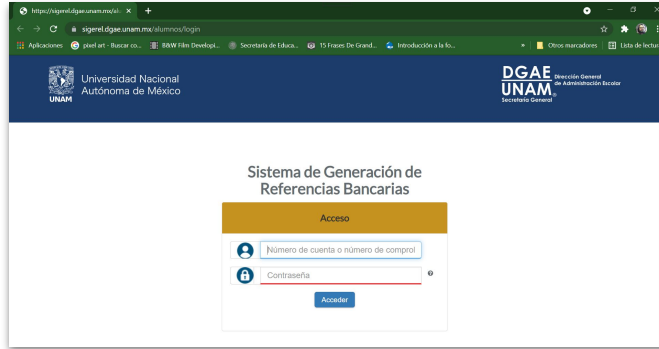 https://sigerel.dgae.unam.mx/al
sigerel.dgae.unam.mx/alumnos/login
Aplicaciones
pixel art - Buscar co...
B&W Film Developi...
Secretaría de Educa...
15 Frases De Grand...
Introducción a la fo...
»
Otros marcadores
Lista de lectur
UNAM
Universidad Nacional
Autónoma de México
DGAE
UNAM
Secretaría General
Dirección General
de Administración Escolar
Sistema de Generación de
Referencias Bancarias
Acceso
Número de cuenta o número de comprol
Contraseña
Acceder